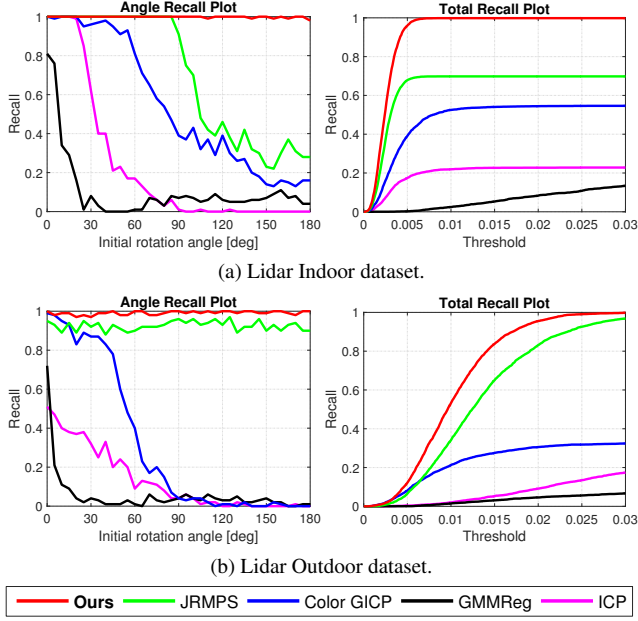 Angle Recall Plot
Total Recall Plot
1
0.8
0.6
0.4
0.2
0
Recall
0 30 60 90 120 150 180
Initial rotation angle [deg]
1
0.8
0.6
0.4
0.2
0
Recall
0 0.005 0.01 0.015 0.02 0.025 0.03
Threshold
(a) Lidar Indoor dataset.
Angle Recall Plot
Total Recall Plot
1
0.8
0.6
0.4
0.2
0
Recall
0 30 60 90 120 150 180
Initial rotation angle [deg]
1
0.8
0.6
0.4
0.2
0
Recall
0 0.005 0.01 0.015 0.02 0.025 0.03
Threshold
(b) Lidar Outdoor dataset.
Ours JRMPS Color GICP GMMReg ICP